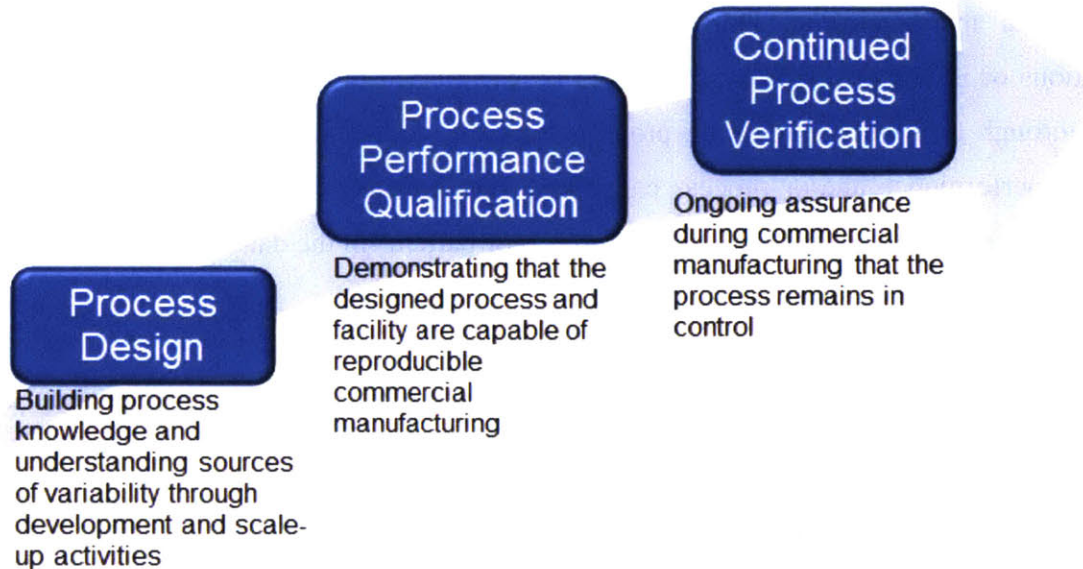 Process
Design
Building process
knowledge and
understanding sources
of variability through
development and scale-
up activities
Process
Performance
Qualification
Demonstrating that the
designed process and
facility are capable of
reproducible
commercial
manufacturing
Continued
Process
Verification
Ongoing assurance
during commercial
manufacturing that the
process remains in
control